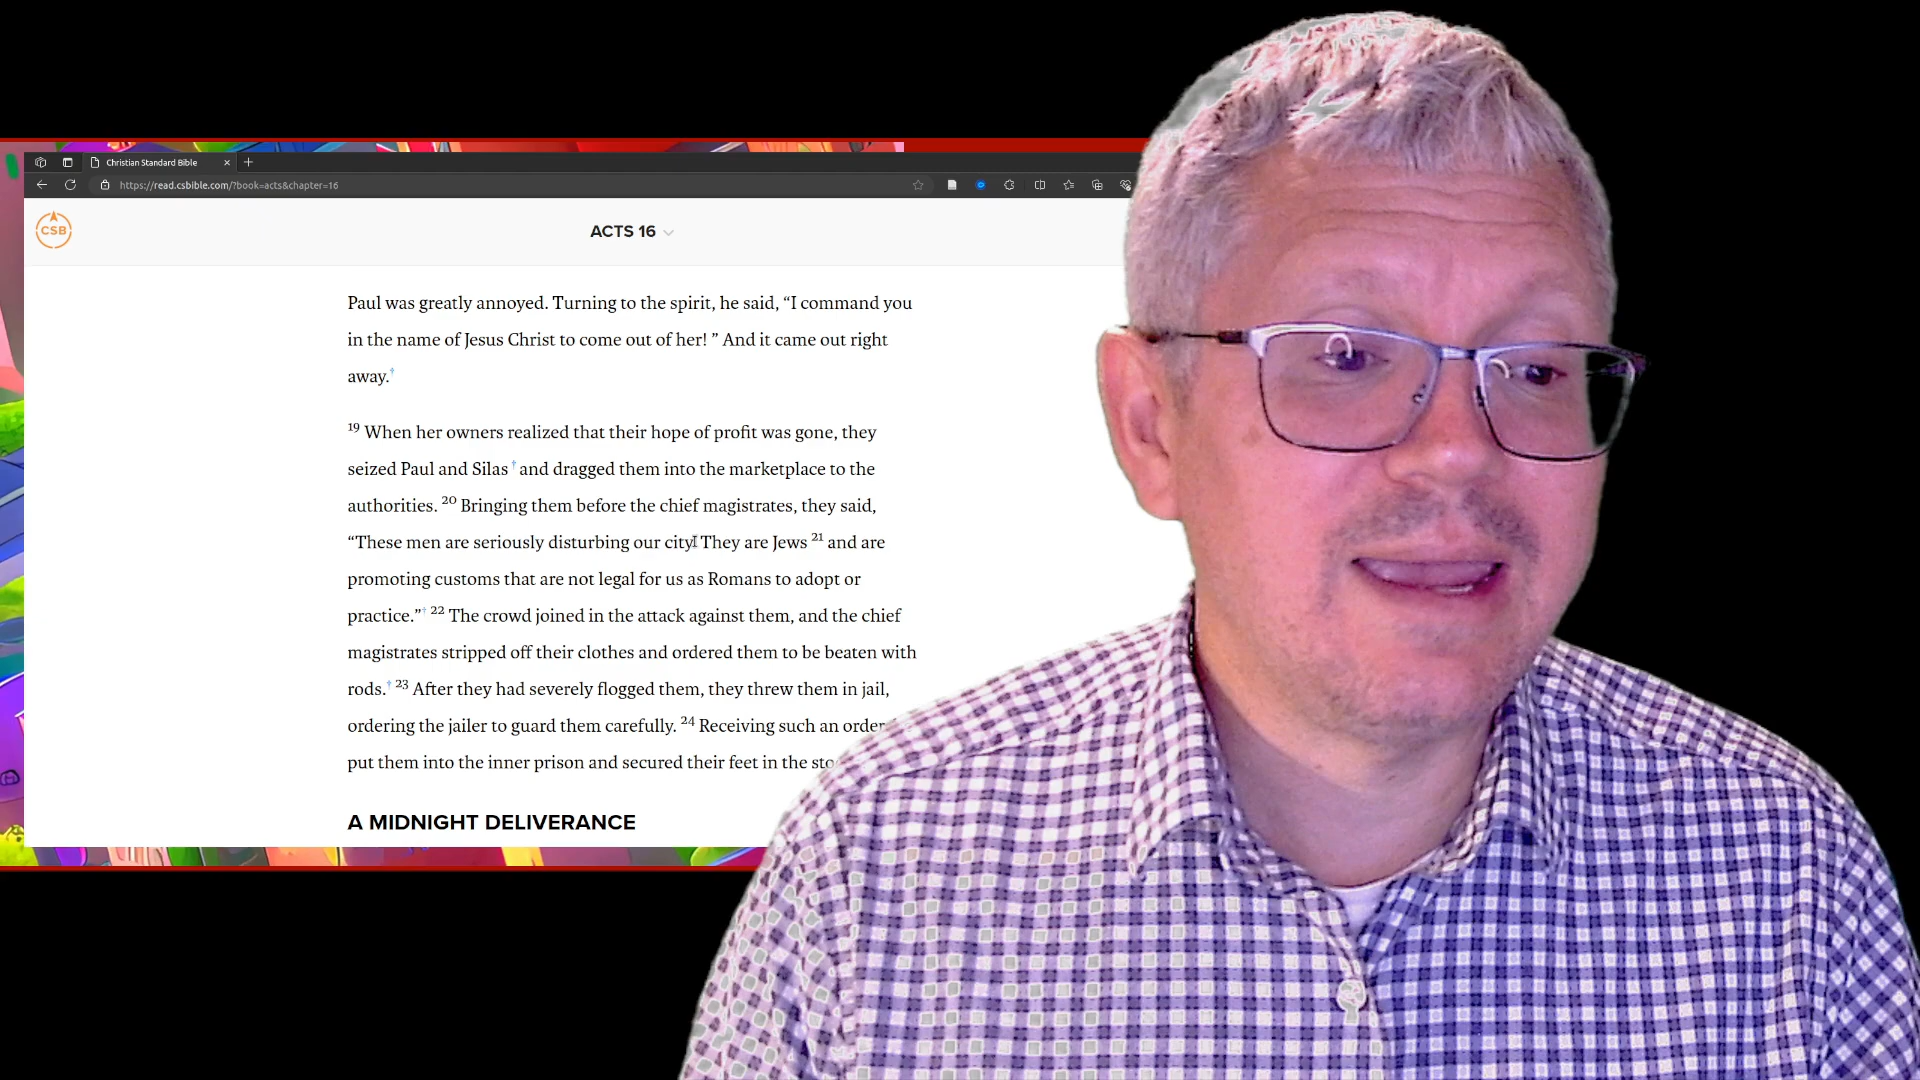 Christian Standard Bible
https://read.csbible.com/?book=acts&chapter=16
CSB
ACTS 16
Paul was greatly annoyed. Turning to the spirit, he said, “I command you
in the name of Jesus Christ to come out of her! ” And it came out right
away.†
19 When her owners realized that their hope of profit was gone, they
seized Paul and Silas † and dragged them into the marketplace to the
authorities. 20 Bringing them before the chief magistrates, they said,
“These men are seriously disturbing our city. They are Jews 21 and are
promoting customs that are not legal for us as Romans to adopt or
practice.”† 22 The crowd joined in the attack against them, and the chief
magistrates stripped off their clothes and ordered them to be beaten with
rods.† 23 After they had severely flogged them, they threw them in jail,
ordering the jailer to guard them carefully. 24 Receiving such an order
put them into the inner prison and secured their feet in the
A MIDNIGHT DELIVERANCE